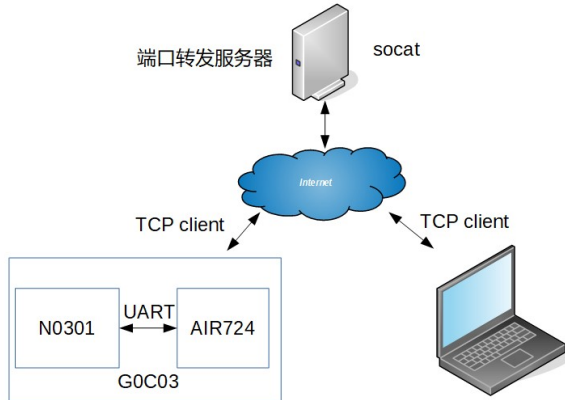 端口转发服务器
socat
Internet
TCP client
TCP client
N0301
UART
AIR724
G0C03